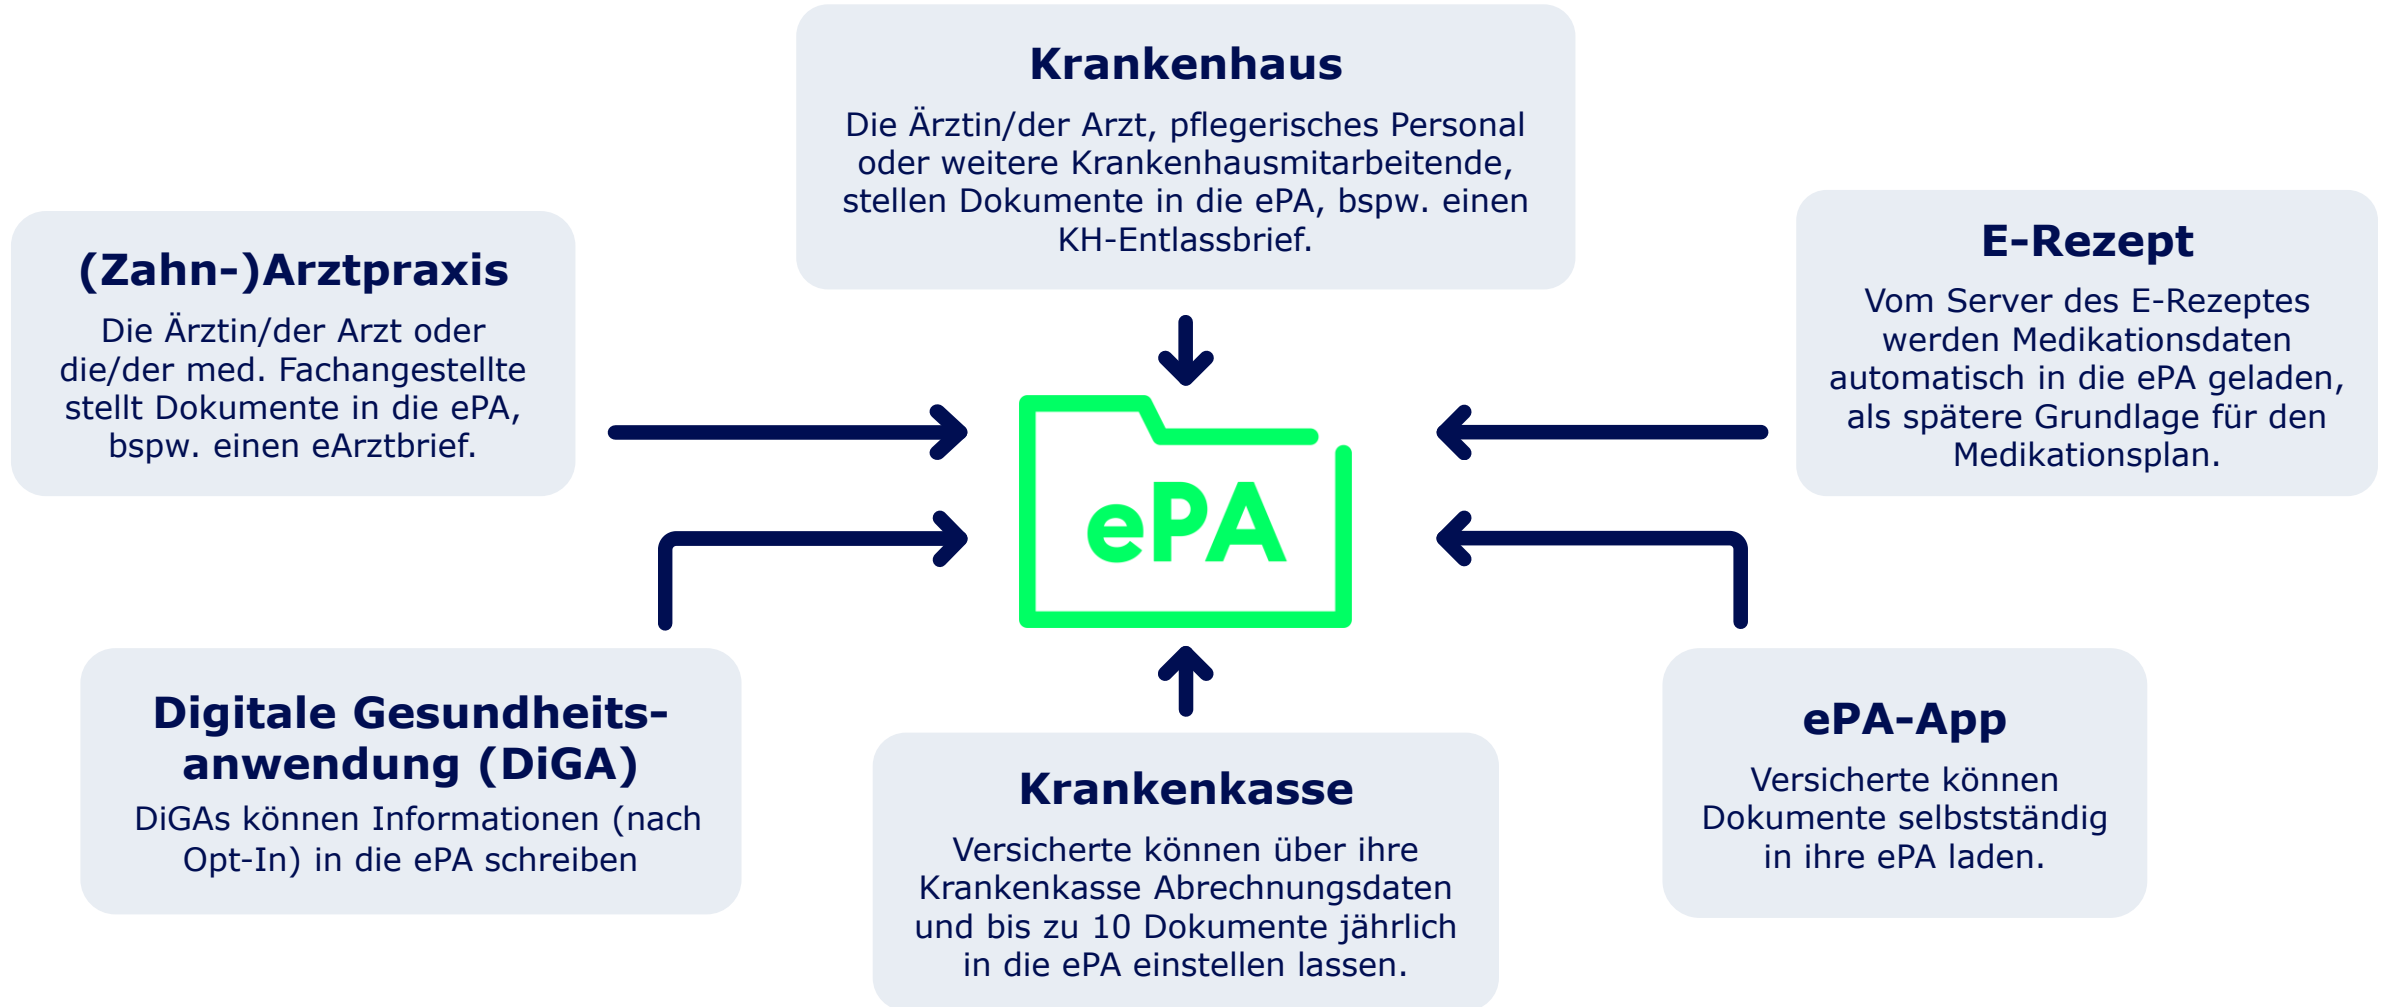 Krankenhaus
Die Ärztin/der Arzt, pflegerisches Personal
oder weitere Krankenhausmitarbeitende,
stellen Dokumente in die ePA, bspw. einen
KH-Entlassbrief.
(Zahn-)Arztpraxis
Die Ärztin/der Arzt oder
die/der med. Fachangestellte
stellt Dokumente in die ePA,
bspw. einen eArztbrief.
E-Rezept
Vom Server des E-Rezeptes
werden Medikationsdaten
automatisch in die ePA geladen,
als spätere Grundlage für den
Medikationsplan.
ePA
Digitale Gesundheits-
anwendung (DiGA)
DiGAs können Informationen (nach
Opt-In) in die ePA schreiben
Krankenkasse
Versicherte können über ihre
Krankenkasse Abrechnungsdaten
und bis zu 10 Dokumente jährlich
in die ePA einstellen lassen.
ePA-App
Versicherte können
Dokumente selbstständig
in ihre ePA laden.